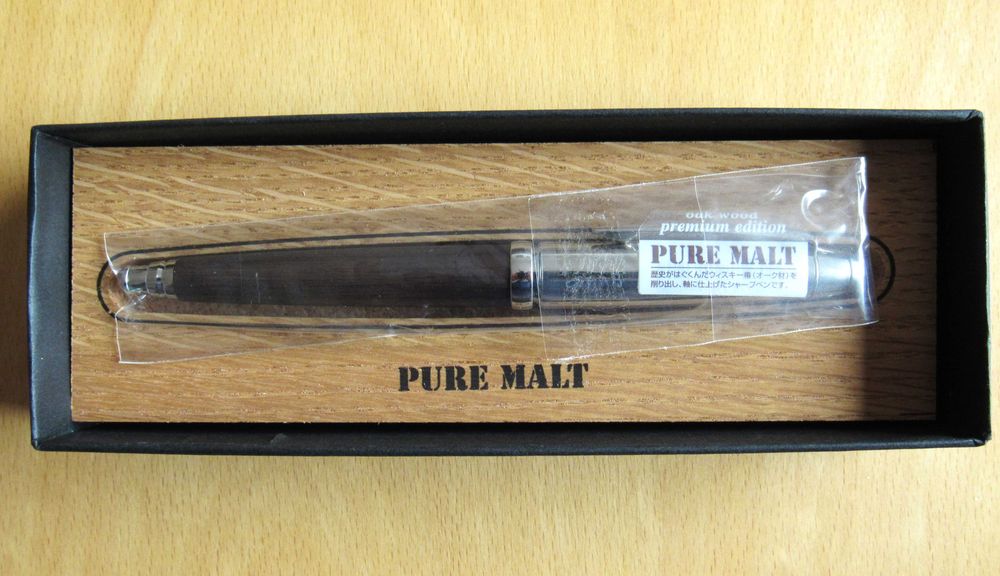 oak wood
premium edition
PURE MALT
歴史がはぐくんだウィスキー樽(オーク材)を
削り出し、軸に仕上げたシャープペンです。
PURE MALT